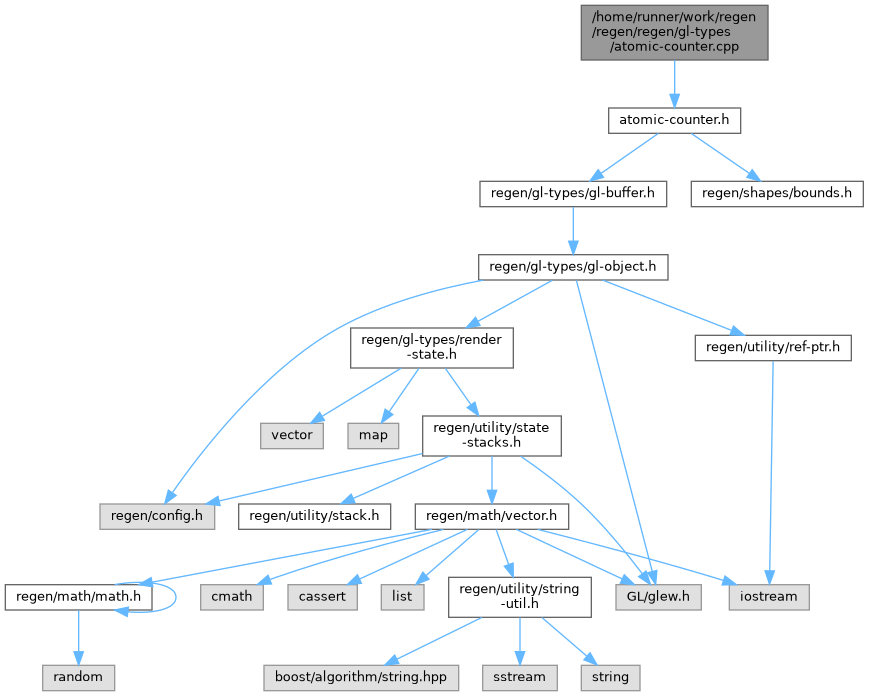 /home/runner/work/regen
/regen/regen/gl-types
/atomic-counter.cpp
atomic-counter.h
regen/gl-types/gl-buffer.h
regen/shapes/bounds.h
regen/gl-types/gl-object.h
regen/gl-types/render
-state.h
regen/utility/ref-ptr.h
vector
map
regen/utility/state
-stacks.h
regen/config.h
regen/utility/stack.h
regen/math/vector.h
regen/math/math.h
cmath
cassert
list
regen/utility/string
-util.h
GL/glew.h
iostream
random
boost/algorithm/string.hpp
sstream
string